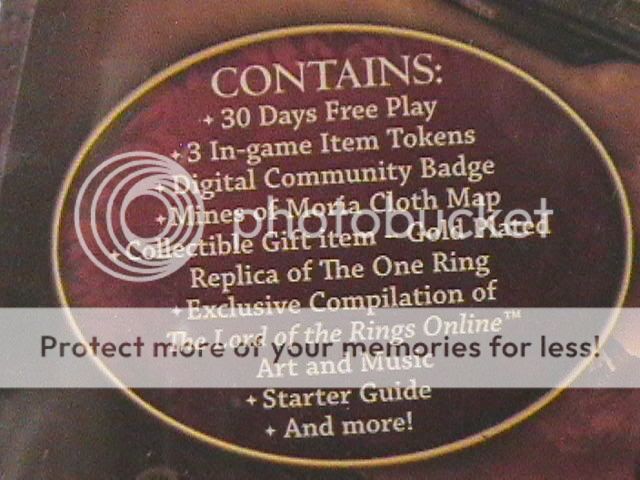 CONTAINS:
+ 30 Days Free Play
+ 3 In-game Item Tokens
+ Digital Community Badge
+ Mines of Moria Cloth Map
+ Collectible Gift item – Gold Plated
Replica of The One Ring
+ Exclusive Compilation of
The Lord of the Rings Online™
Art and Music
+ Starter Guide
+ And more!
photobucket
Protect more of your memories for less!